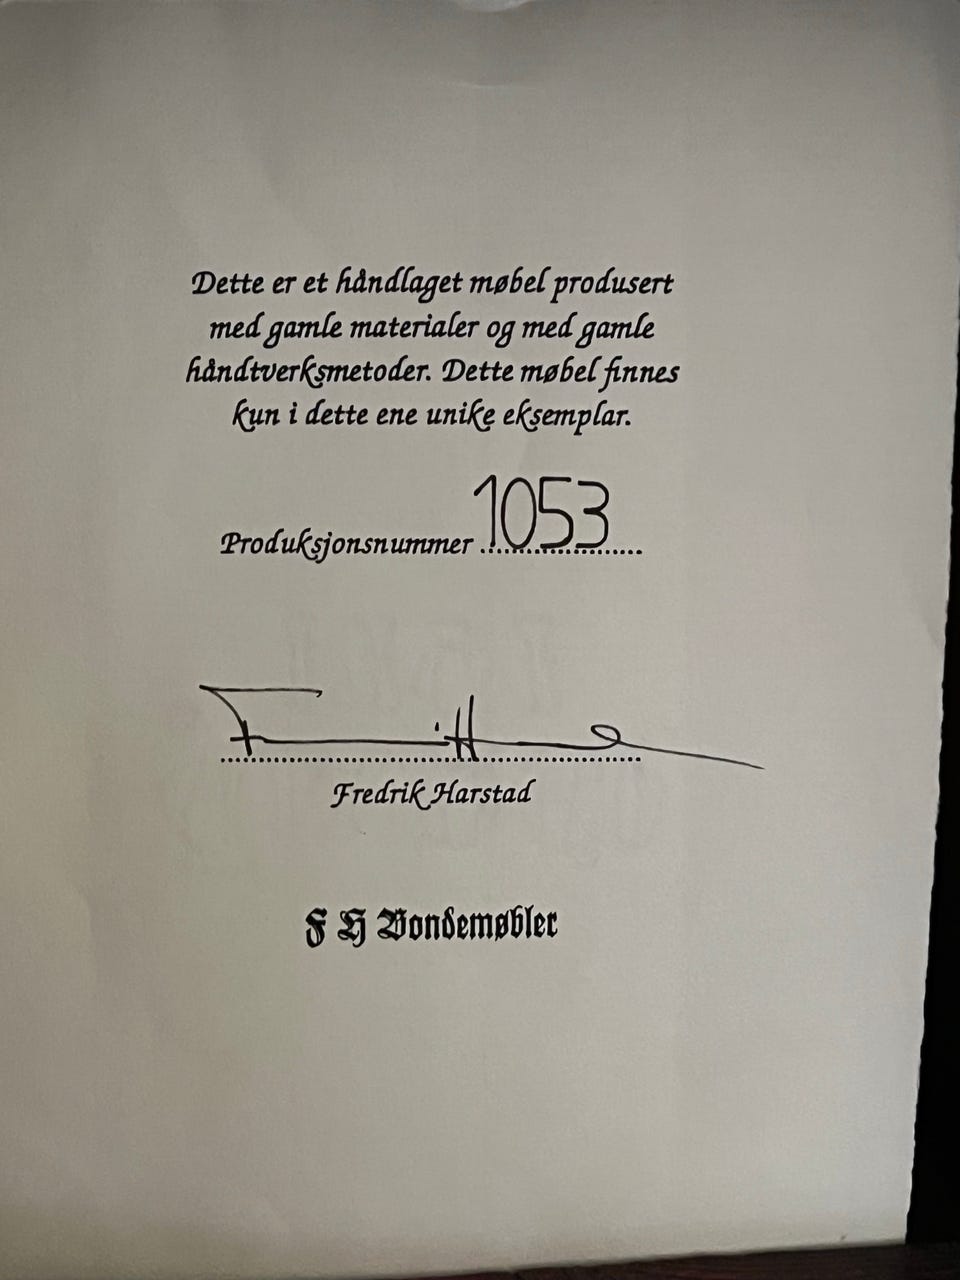 Dette er et håndlaget møbel produsert
med gamle materialer og med gamle
håndtverksmetoder. Dette møbel finnes
kun i dette ene unike eksemplar.
Produksjonsnummer 1053
Fredrik Harstad
F H Bondemøbler